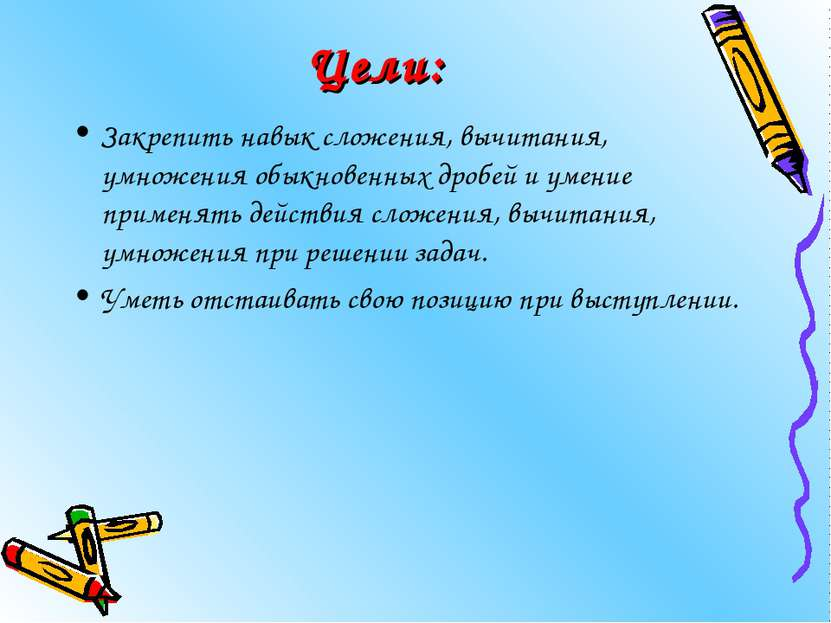 Цели:
• Закрепить навык сложения, вычитания,
умножения обыкновенных дробей и умение
применять действия сложения, вычитания,
умножения при решении задач.
• Уметь отстаивать свою позицию при выступлении.